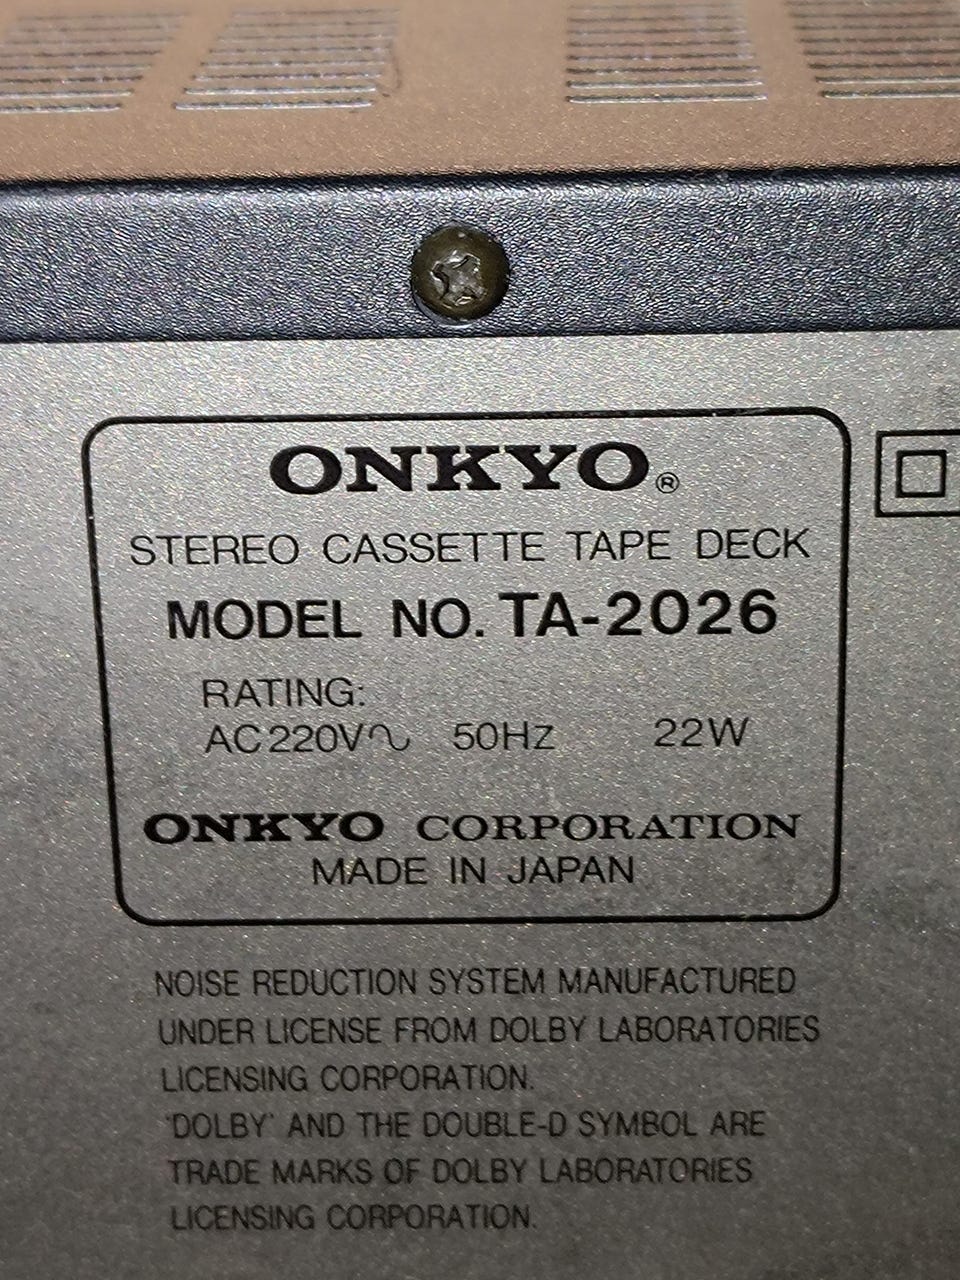 ONKYO®
STEREO CASSETTE TAPE DECK
MODEL NO. TA-2026
RATING:
AC 220V∿ 50Hz 22W
ONKYO CORPORATION
MADE IN JAPAN
NOISE REDUCTION SYSTEM MANUFACTURED
UNDER LICENSE FROM DOLBY LABORATORIES
LICENSING CORPORATION.
'DOLBY' AND THE DOUBLE-D SYMBOL ARE
TRADE MARKS OF DOLBY LABORATORIES
LICENSING CORPORATION.